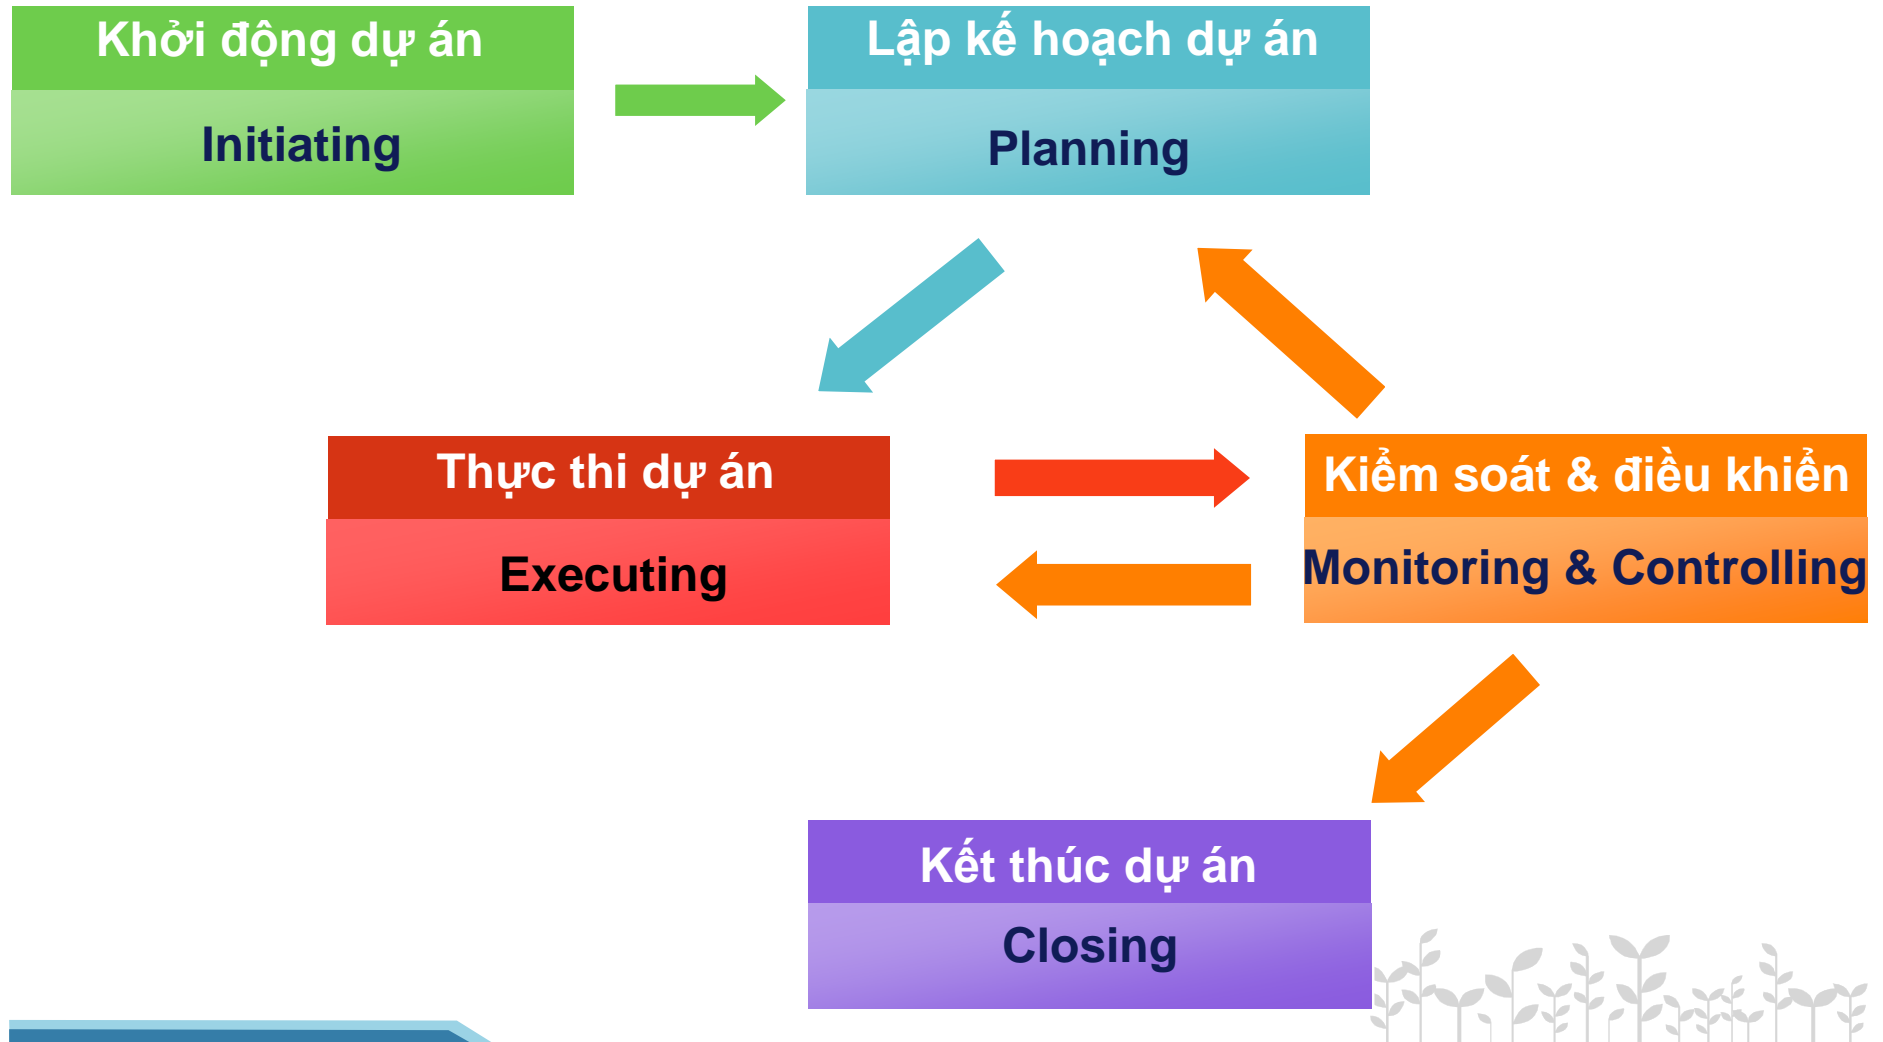 Khởi động dự án
Initiating
Lập kế hoạch dự án
Planning
Thực thi dự án
Executing
Kiểm soát & điều khiển
Monitoring & Controlling
Kết thúc dự án
Closing